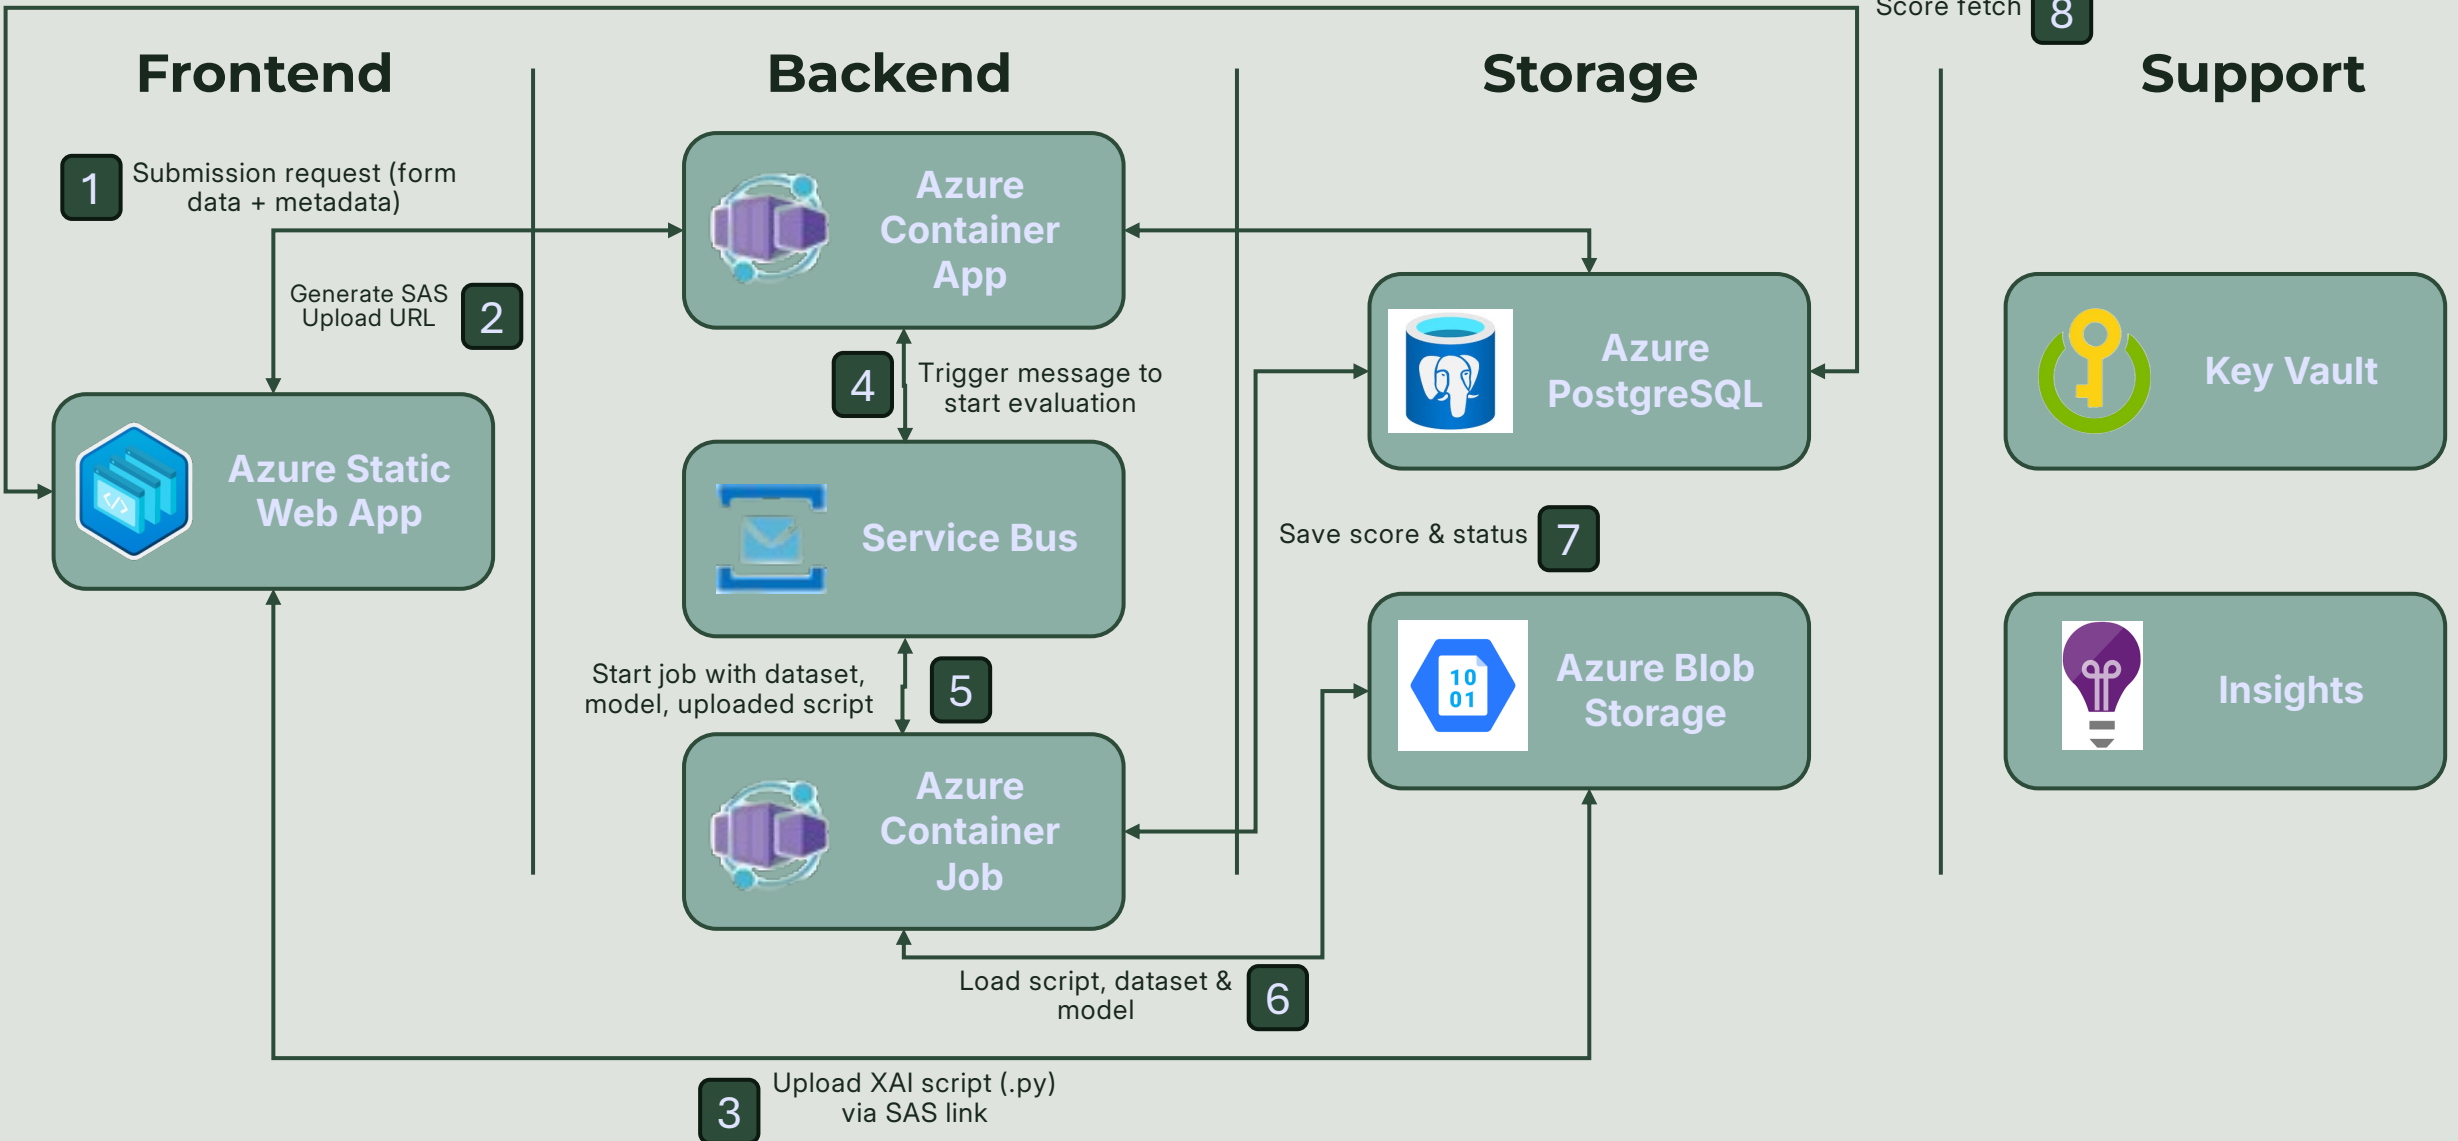 Score fetch
8
Frontend
Backend
Storage
Support
1
Submission request (form
data + metadata)
Generate SAS
Upload URL
2
Azure Static
Web App
</>
Azure
Container
App
4
Trigger message to
start evaluation
Service Bus
Start job with dataset,
model, uploaded script
5
Azure
Container
Job
Azure
PostgreSQL
Save score & status
7
10
01
Azure Blob
Storage
Key Vault
Insights
Load script, dataset &
model
6
3
Upload XAI script (.py)
via SAS link